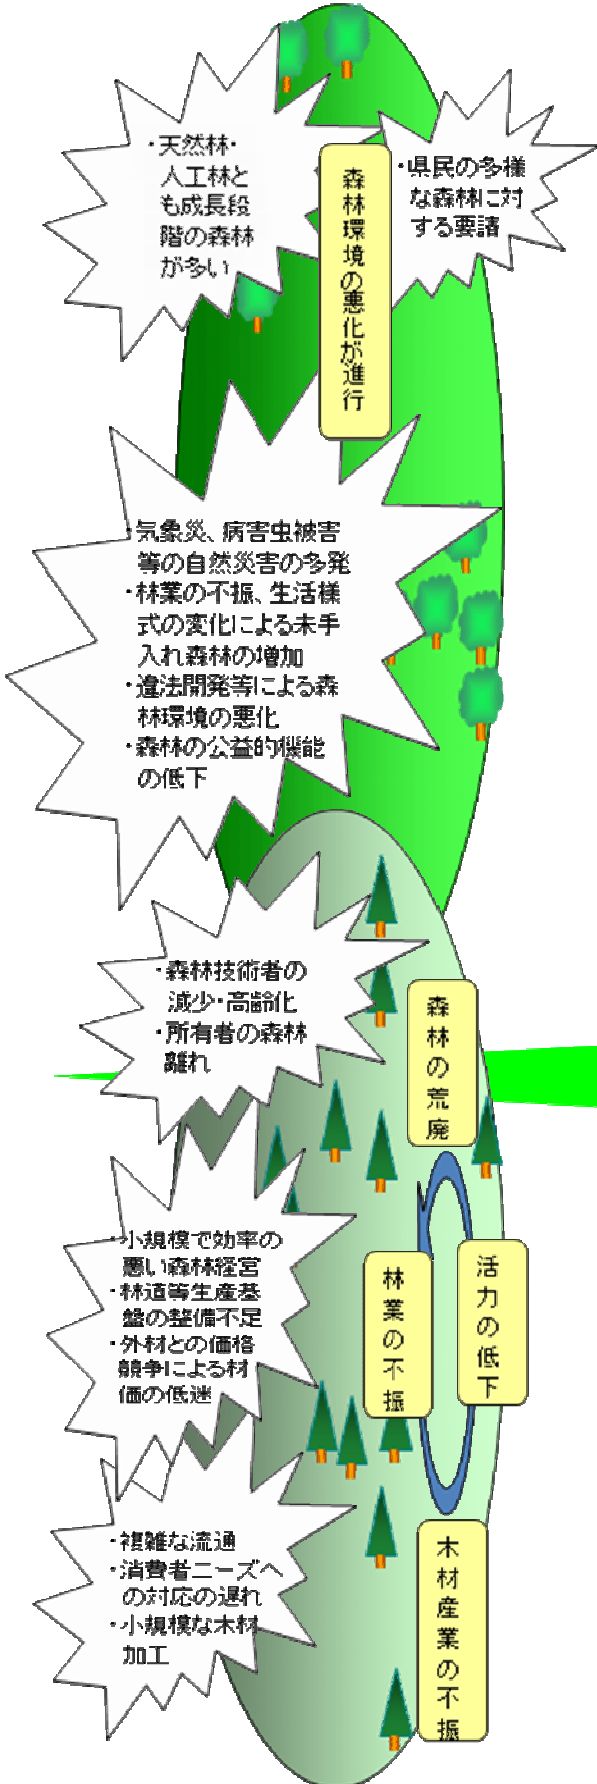 ・天然林・
人工林と
も成長段
階の森林
が多い
森林環境の悪化が進行
・県民の多様
な森林に対
する要請
・気象災、病害虫被害
等の自然災害の多発
・林業の不振、生活様
式の変化による未手
入れ森林の増加
・違法開発等による森
林環境の悪化
・森林の公益的機能
の低下
・森林技術者の
減少・高齢化
・所有者の森林
離れ
森林の荒廃
・小規模で効率の
悪い森林経営
・林道等生産基
盤の整備不足
・外材との価格
競争による材
価の低迷
林業の不振
活力の低下
・複雑な流通
・消費者ニーズへ
の対応の遅れ
・小規模な木材
加工
木材産業の不振